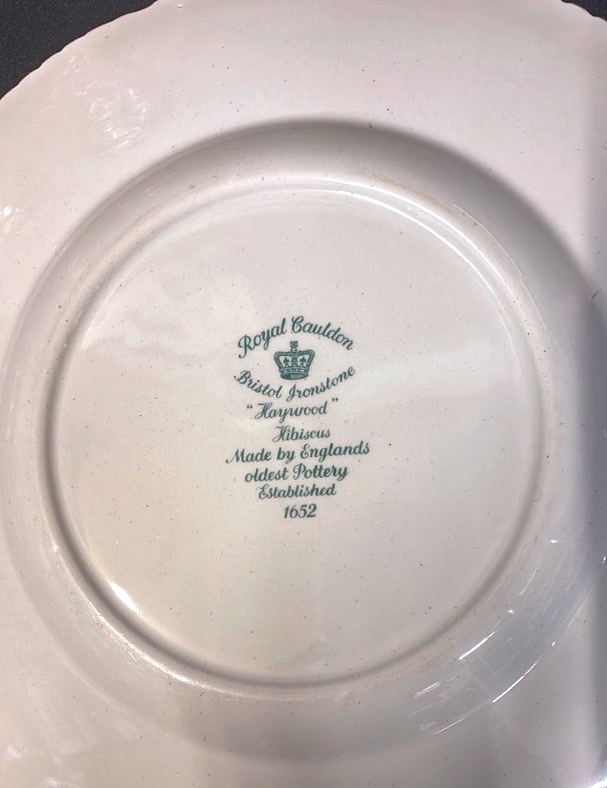 Royal Cauldon
Bristol Ironstone
"Haywood"
Hibiscus
Made by Englands
oldest Pottery
Established
1652